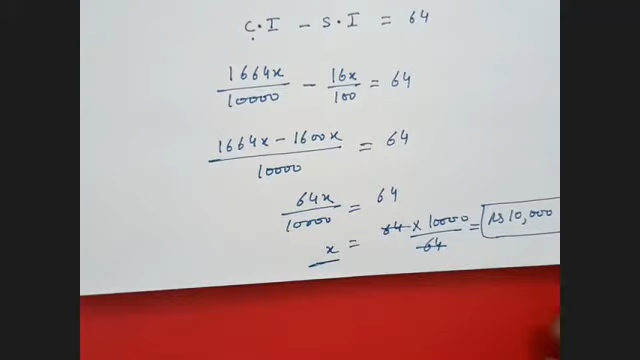 C.I - S.I = 64
1664x/10000 - 16x/100 = 64
1664x - 1600x/10000 = 64
64x/10000 = 64
x = 64 x 10000/64 = Rs 10,000